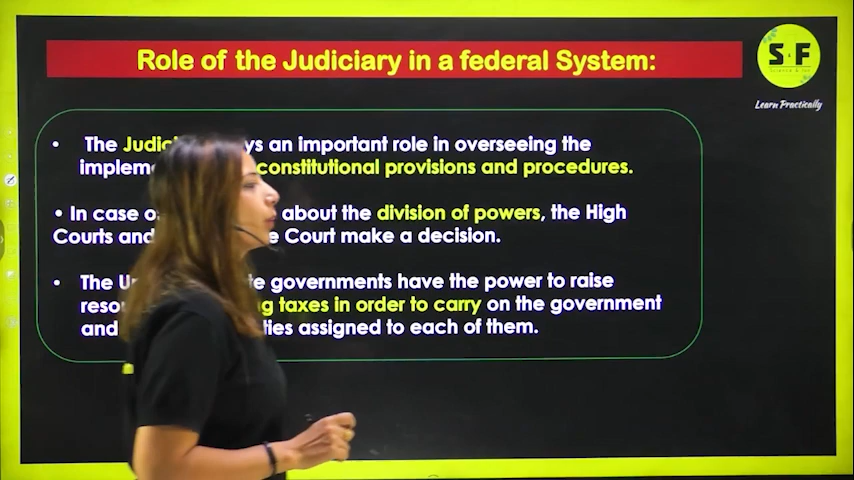 Role of the Judiciary in a federal System:
S F
Learn Practically
• The Judici ys an important role in overseeing the
impleme constitutional provisions and procedures.
• In case o about the division of powers, the High
Courts and e Court make a decision.
• The U te governments have the power to raise
reso g taxes in order to carry on the government
and ties assigned to each of them.